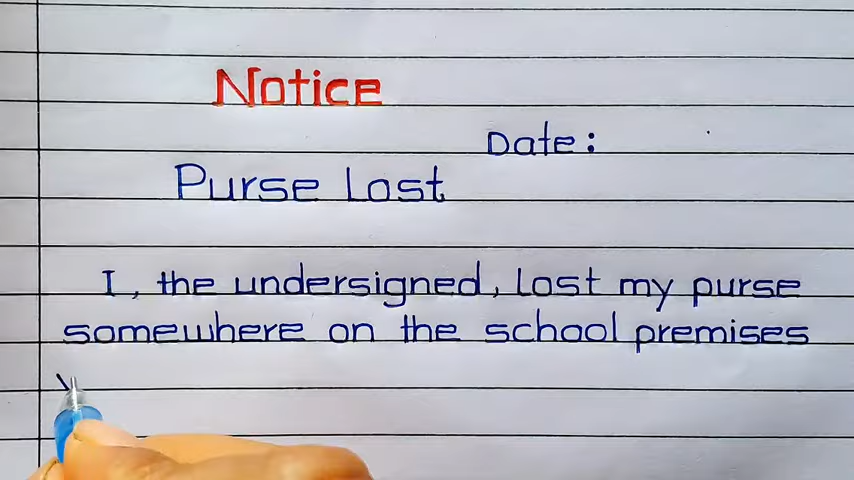 Notice
Date:
Purse Lost
I, the undersigned, lost my purse
somewhere on the school premises